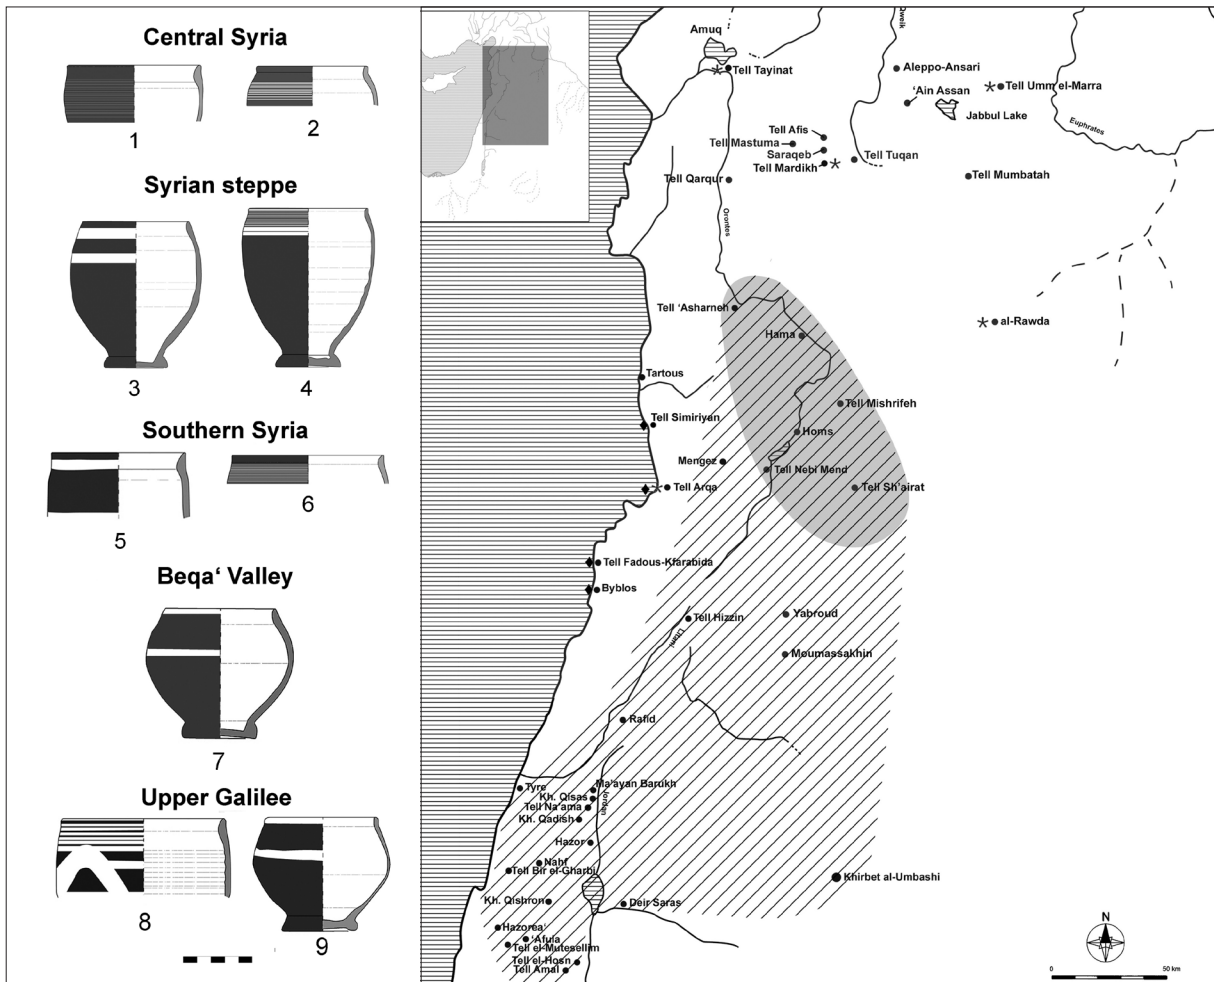 Central Syria
1
2
Syrian steppe
3
4
Southern Syria
5
6
Beqa‘ Valley
7
Upper Galilee
8
9
Amuq
Tell Tayinat
Qweik
Aleppo-Ansari
‘Ain Assan
Tell Umm el-Marra
Jabbul Lake
Euphrates
Tell Afis
Tell Mastuma
Saraqeb
Tell Mardikh
Tell Tuqan
Tell Qarqur
Tell Mumbatah
Orontes
Tell ‘Asharneh
Hama
al-Rawda
Tartous
Tell Simiriyan
Tell Mishrifeh
Homs
Mengez
Tell Nebi Mend
Tell Arqa
Tell Sh’airat
Tell Fadous-Kfarabida
Byblos
Tell Hizzin
Yabroud
Litani
Moumassakhin
Rafid
Tyre
Ma’ayan Barukh
Kh. Qisas
Tell Na’ama
Jordan
Kh. Qadish
Hazor
Nahf
Tell Bir el-Gharbi
Khirbet al-Umbashi
Kh. Qishron
Deir Saras
Hazorea’
‘Afula
Tell el-Mutesellim
Tell el-Hosn
Tell Amal
N
0
50 km